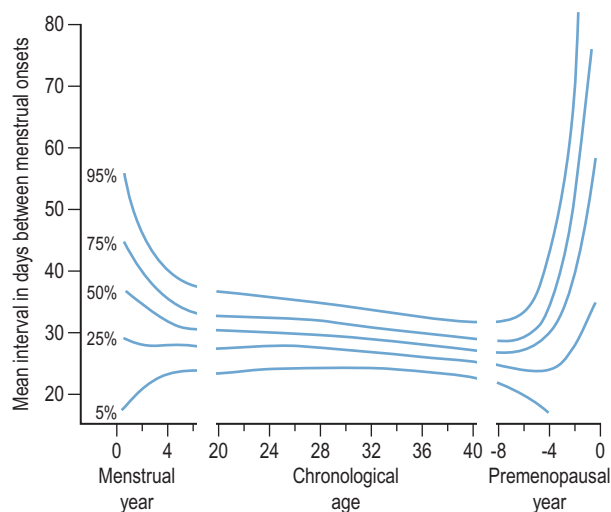 Mean interval in days between menstrual onsets
80
70
60
50
40
30
20
95%
75%
50%
25%
5%
0 4 20 24 28 32 36 40 -8 -4 0
Menstrual year
Chronological age
Premenopausal year